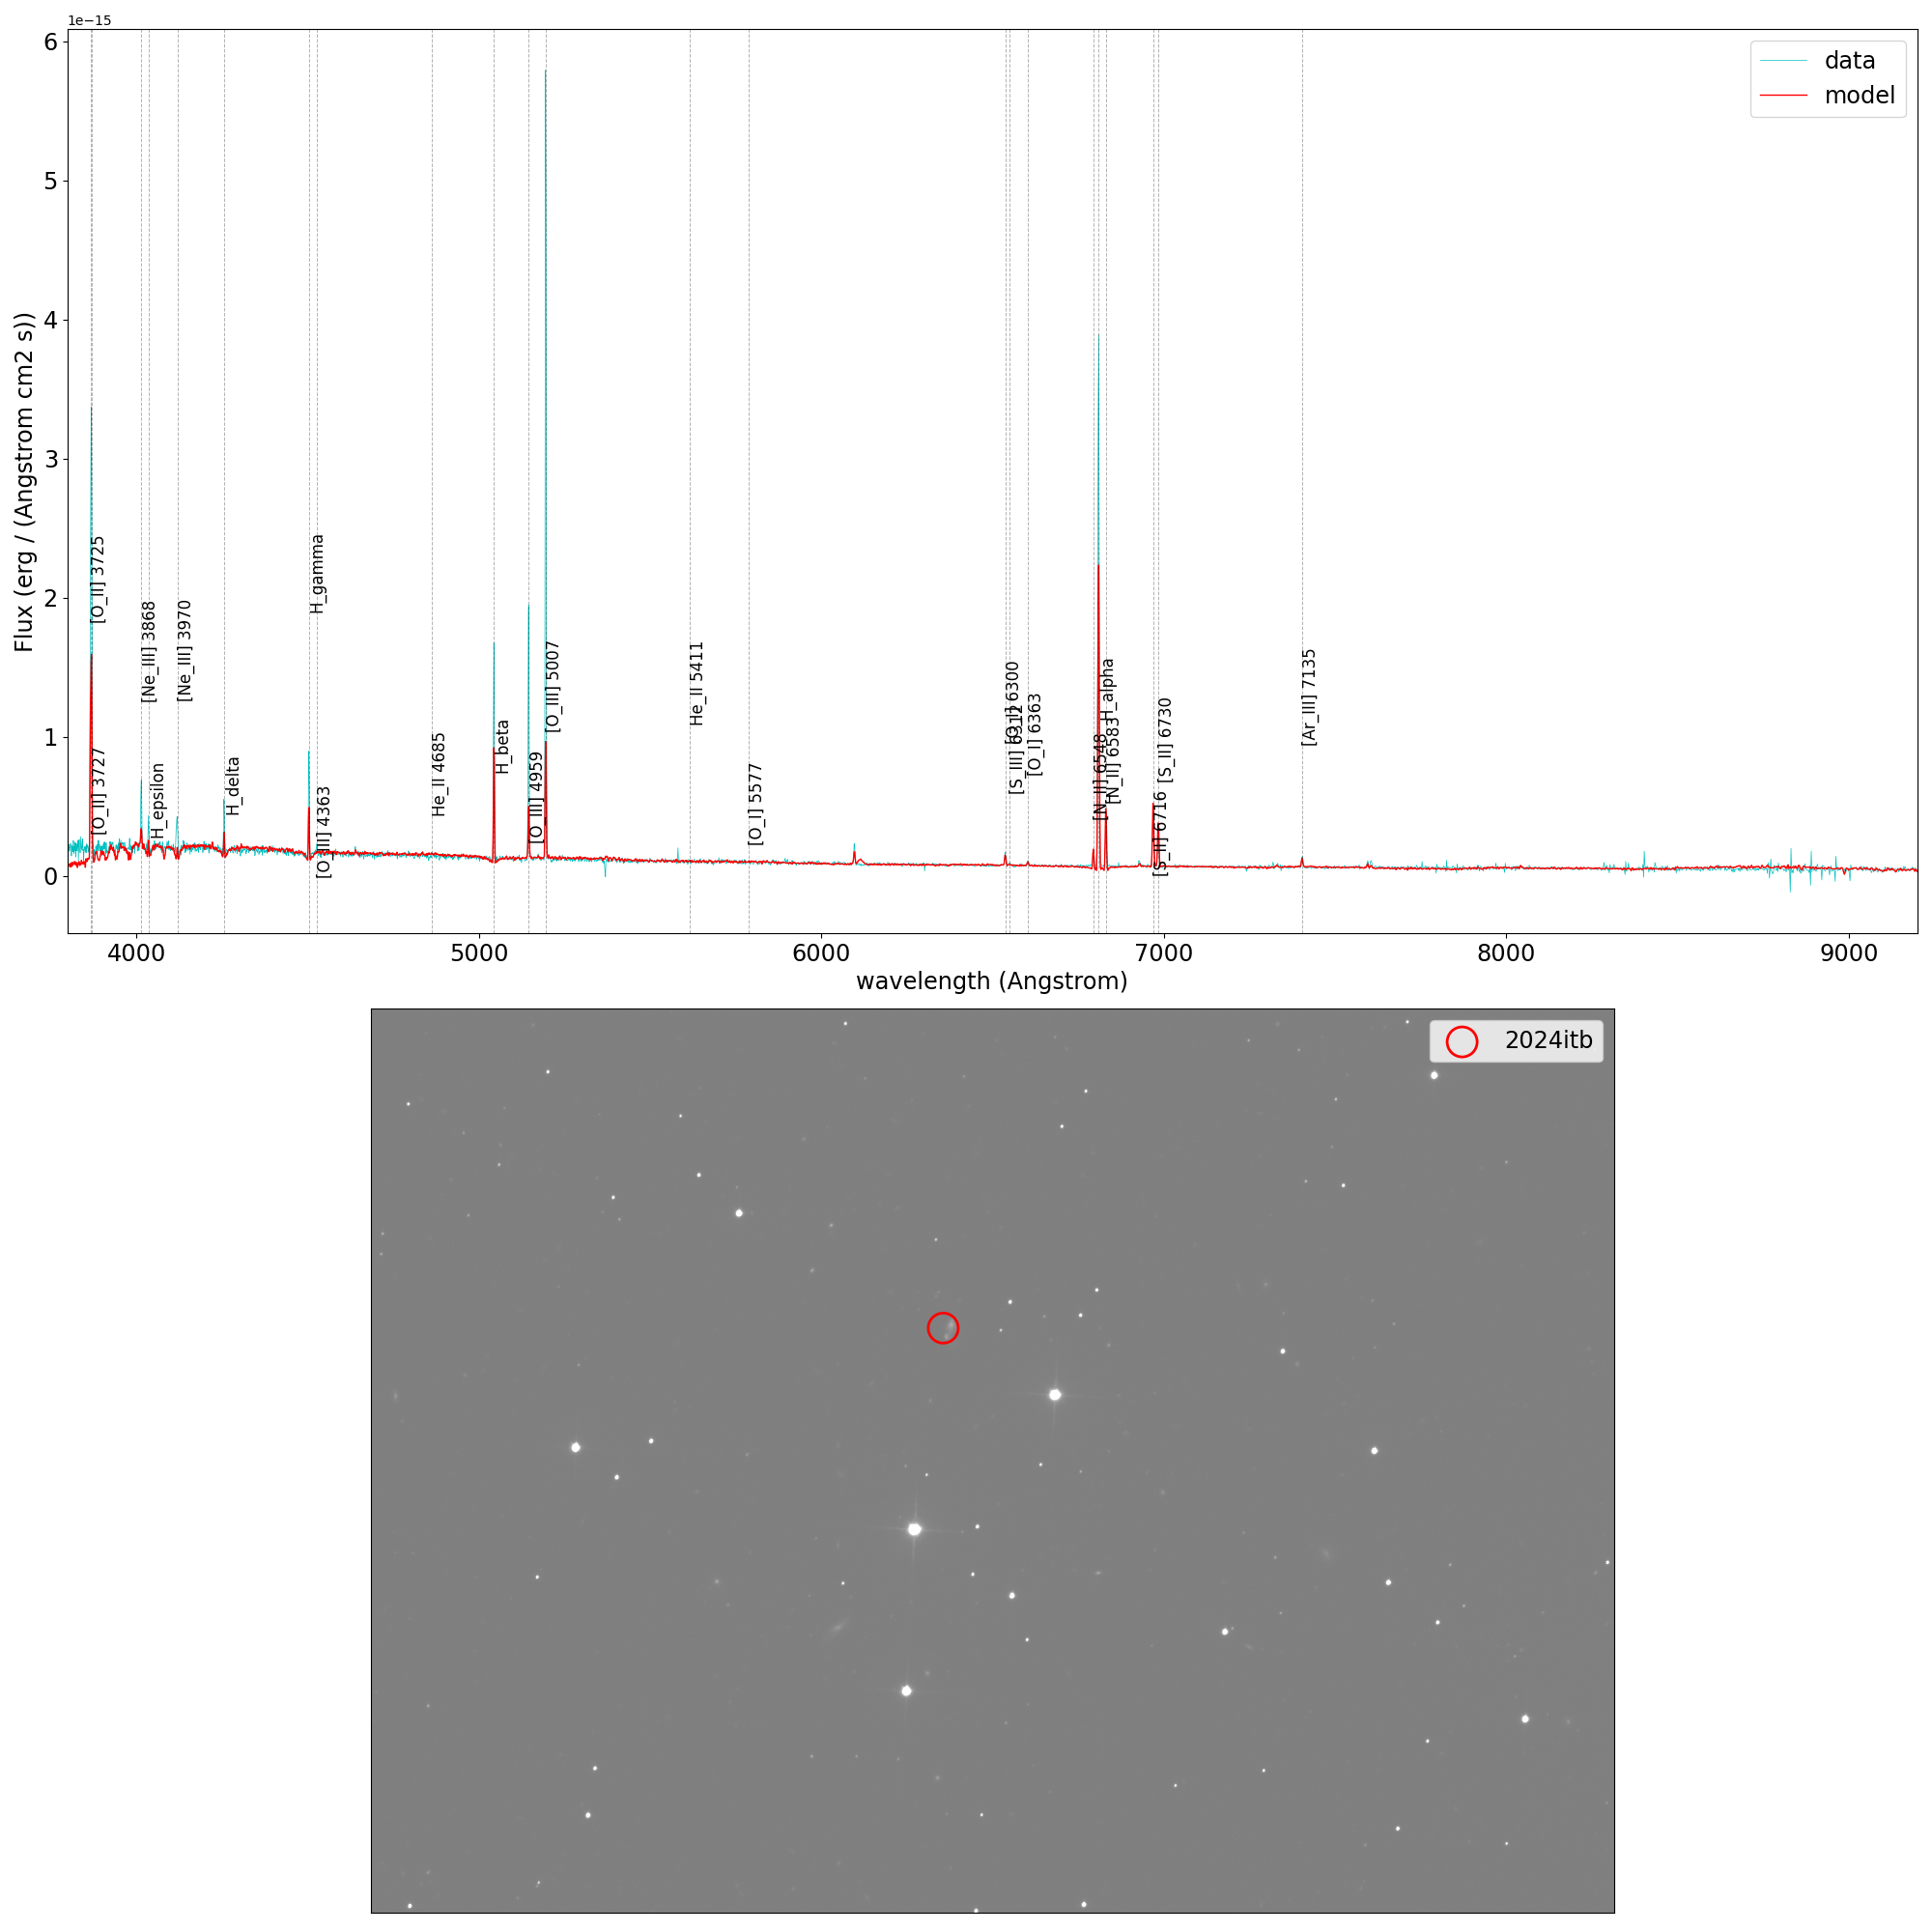 1e−15
data
model
6
5
4
3
2
1
0
Flux (erg / (Angstrom cm2 s))
[O_II] 3725
[O_II] 3727
[Ne_III] 3868
H_epsilon
[Ne_III] 3970
H_delta
H_gamma
[O_III] 4363
He_II 4685
H_beta
[O_III] 4959
[O_III] 5007
He_II 5411
[O_I] 5577
[O_I] 6300
[S_III] 6312
[O_I] 6363
[N_II] 6548
H_alpha
[N_II] 6583
[S_II] 6716
[S_II] 6730
[Ar_III] 7135
4000 5000 6000 7000 8000 9000
wavelength (Angstrom)
2024itb